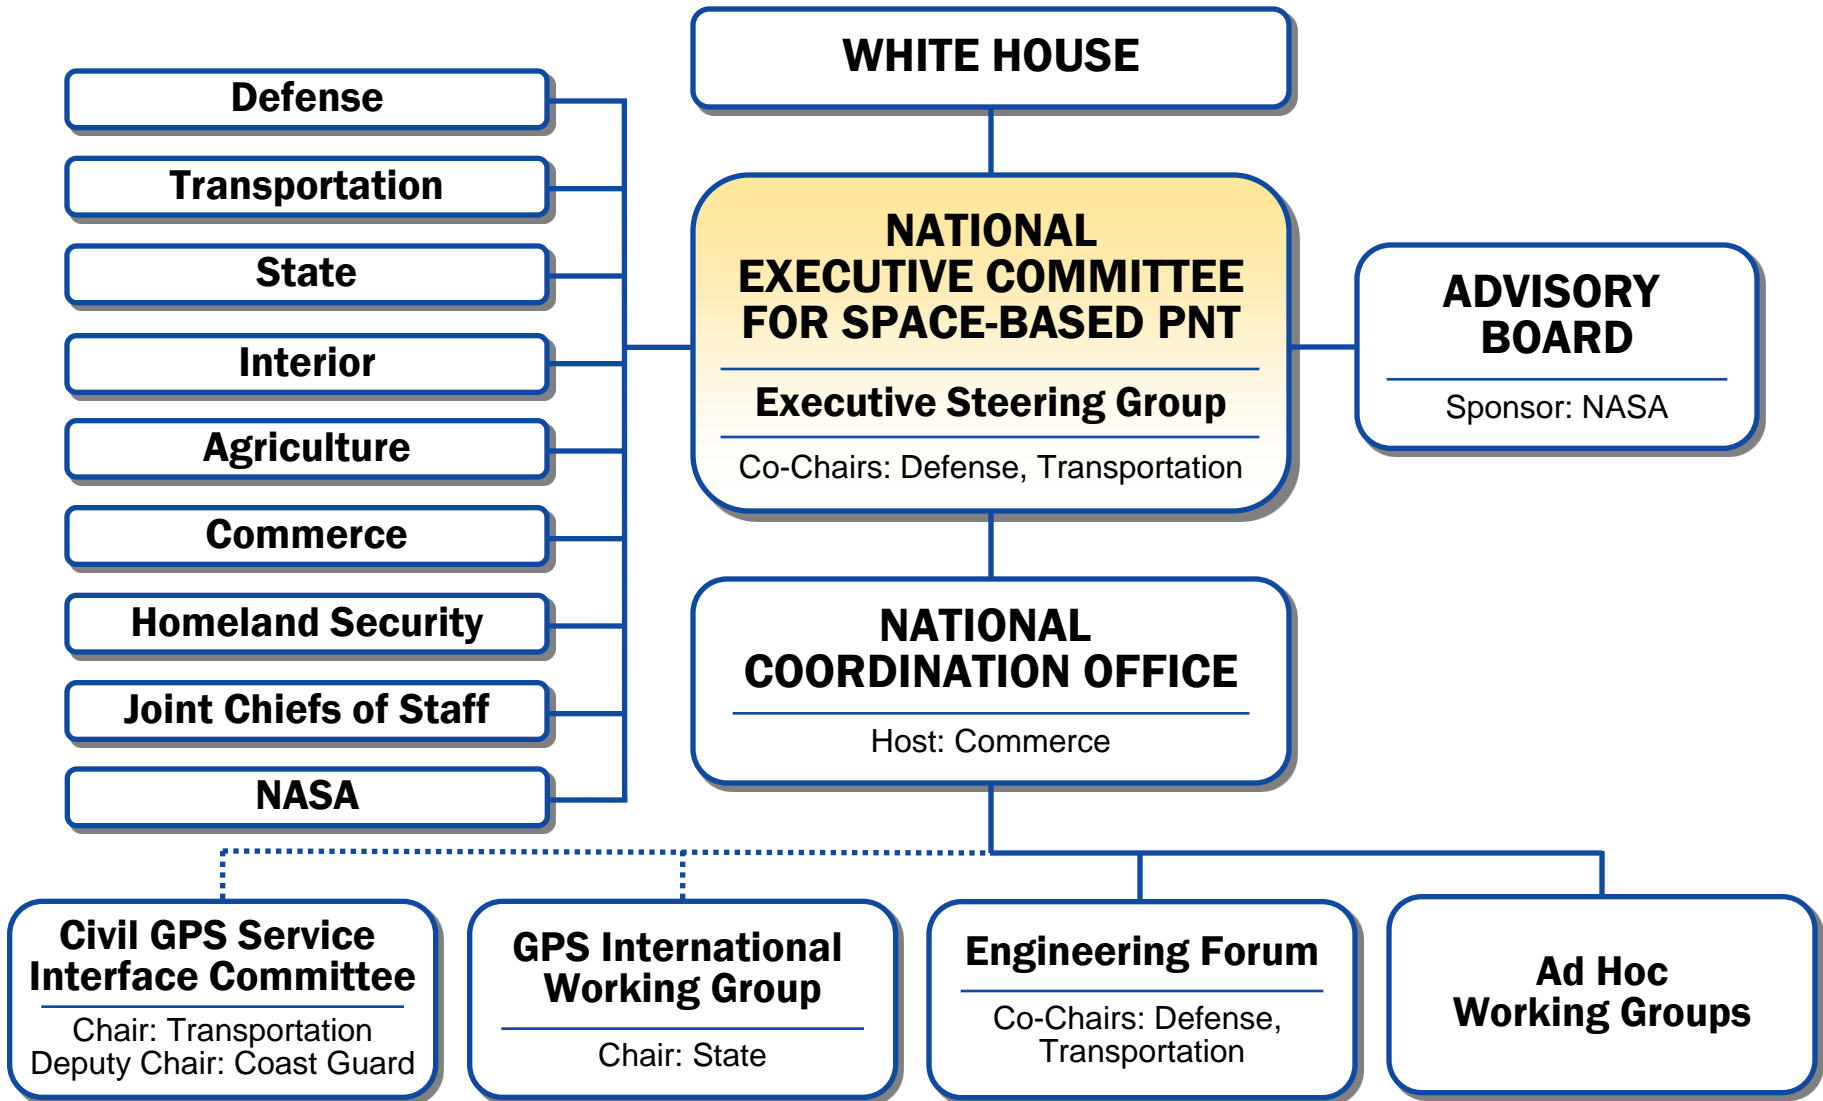 WHITE HOUSE
Defense
Transportation
State
Interior
Agriculture
Commerce
Homeland Security
Joint Chiefs of Staff
NASA
NATIONAL
EXECUTIVE COMMITTEE
FOR SPACE-BASED PNT
Executive Steering Group
Co-Chairs: Defense, Transportation
ADVISORY
BOARD
Sponsor: NASA
NATIONAL
COORDINATION OFFICE
Host: Commerce
Civil GPS Service
Interface Committee
Chair: Transportation
Deputy Chair: Coast Guard
GPS International
Working Group
Chair: State
Engineering Forum
Co-Chairs: Defense,
Transportation
Ad Hoc
Working Groups